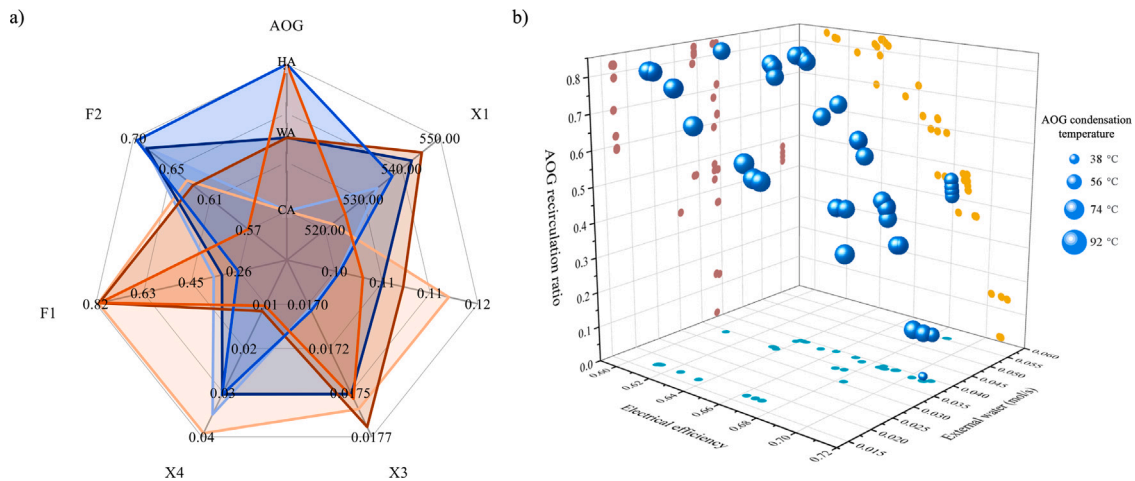 a)
AOG
HA
F2
X1
0.70
WA
550.00
0.65
540.00
0.61
530.00
CA
0.57
520.00
0.26
0.10
0.45
0.11
0.63
0.11
F1
0.82
0.12
0.01
0.0170
0.02
0.0172
0.03
0.0175
0.04
0.0177
X4
X3
b)
AOG recirculation ratio
0.8
0.7
0.6
0.5
0.4
0.3
0.2
0.1
0.0
0.60
0.62
0.64
0.66
0.68
0.70
0.72
Electrical efficiency
0.015
0.020
0.025
0.030
0.035
0.040
0.045
0.050
0.055
0.060
External water (mol/s)
AOG condensation
temperature
38 °C
56 °C
74 °C
92 °C